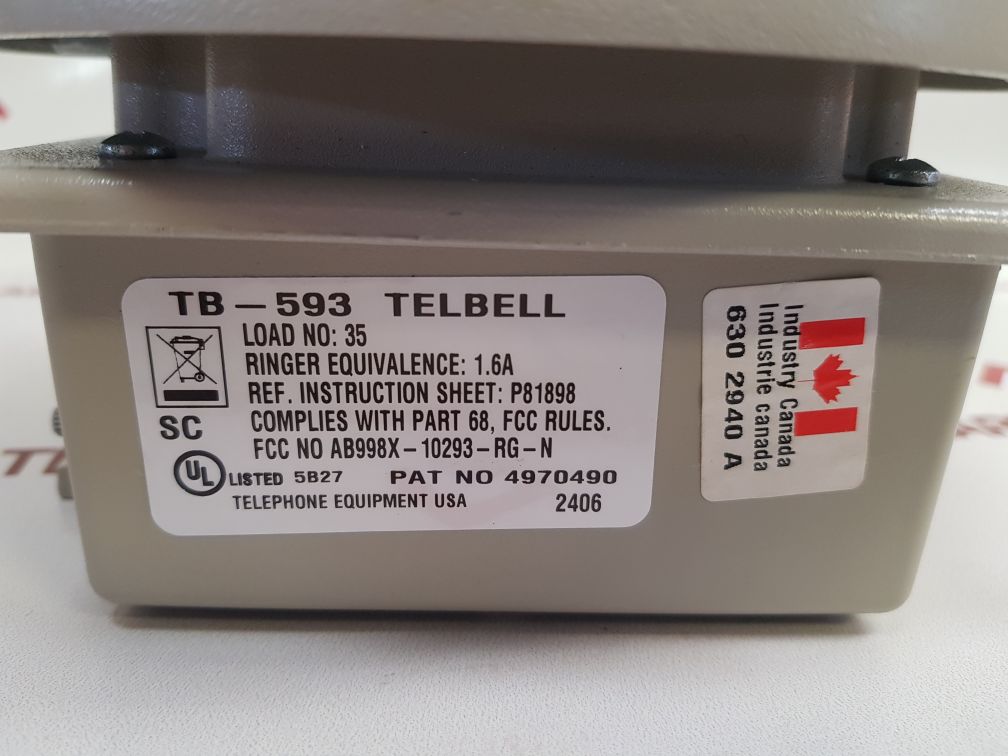 TB-593 TELBELL
LOAD NO: 35
RINGER EQUIVALENCE: 1.6A
REF. INSTRUCTION SHEET: P81898
COMPLIES WITH PART 68, FCC RULES.
FCC NO AB998X-10293-RG-N
SC
UL LISTED 5B27 PAT NO 4970490
TELEPHONE EQUIPMENT USA 2406
Industry Canada
Industrie canada
630 2940 A